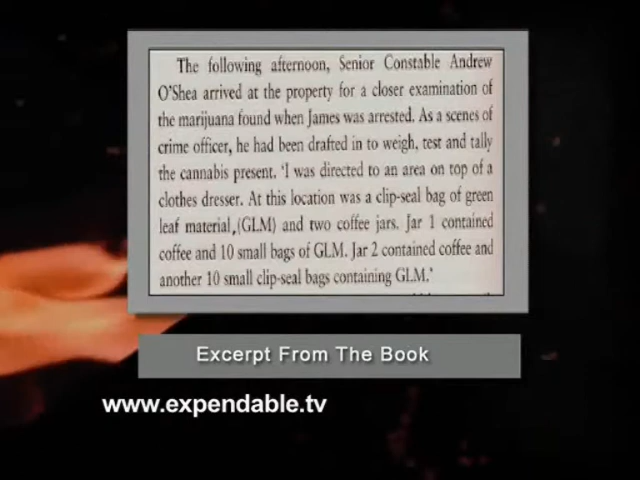 The following afternoon, Senior Constable Andrew
O'Shea arrived at the property for a closer examination of
the marijuana found when James was arrested. As a scenes of
crime officer, he had been drafted in to weigh, test and tally
the cannabis present. 'I was directed to an area on top of a
clothes dresser. At this location was a clip-seal bag of green
leaf material,(GLM) and two coffee jars. Jar 1 contained
coffee and 10 small bags of GLM. Jar 2 contained coffee and
another 10 small clip-seal bags containing GLM.'
Excerpt From The Book
www.expendable.tv